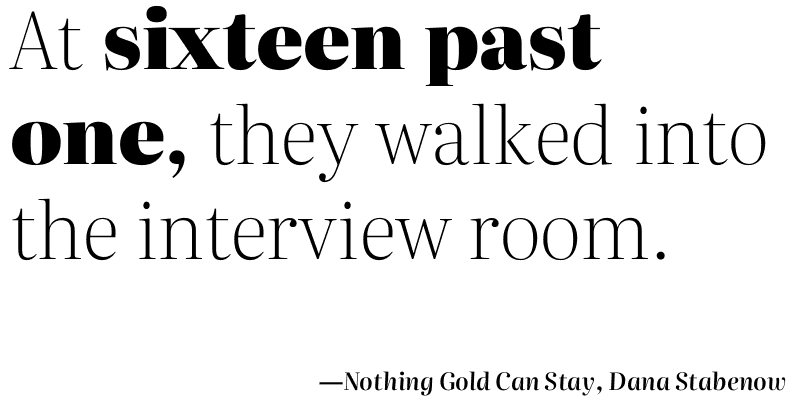 At sixteen past
one, they walked into
the interview room.
—Nothing Gold Can Stay, Dana Stabenow